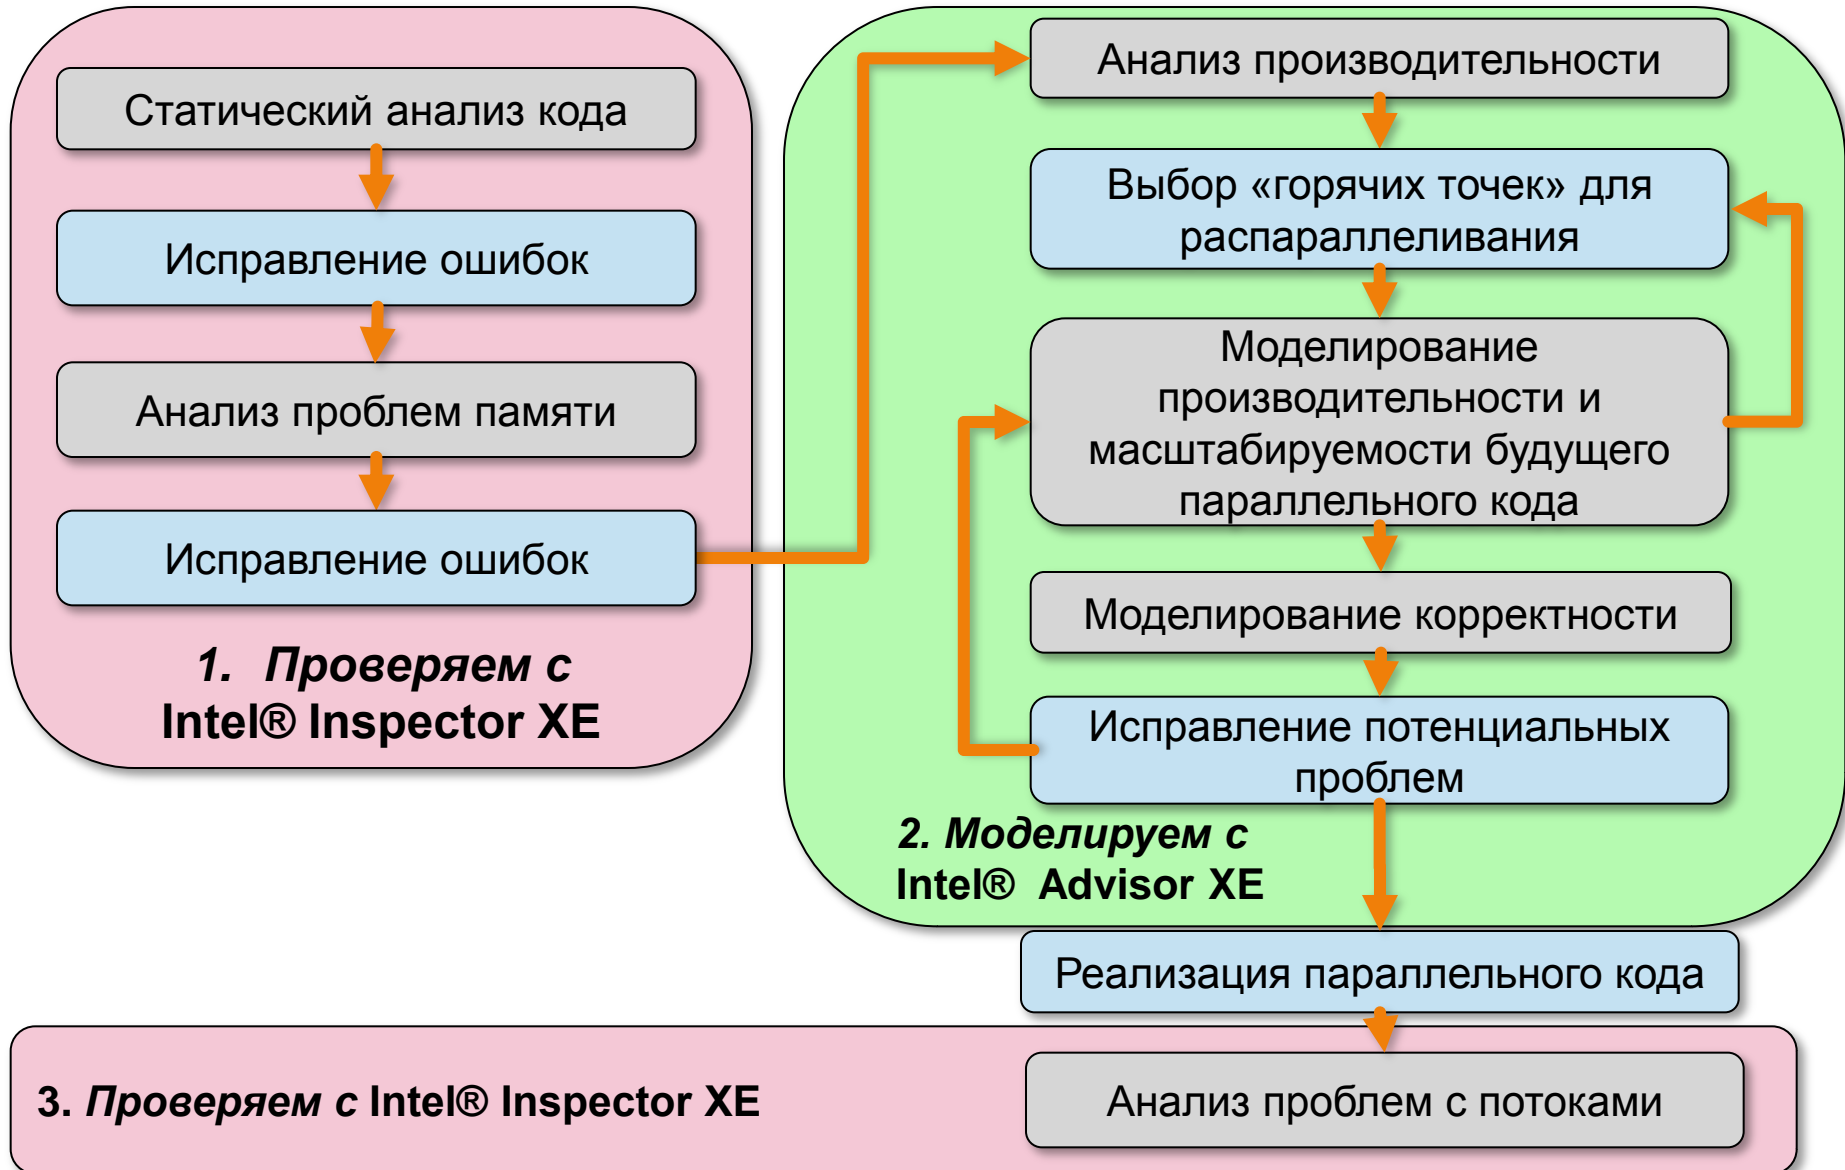 Статический анализ кода
Исправление ошибок
Анализ проблем памяти
Исправление ошибок
1. Проверяем с
Intel® Inspector XE
Анализ производительности
Выбор «горячих точек» для
распараллеливания
Моделирование
производительности и
масштабируемости будущего
параллельного кода
Моделирование корректности
Исправление потенциальных
проблем
2. Моделируем с
Intel® Advisor XE
Реализация параллельного кода
3. Проверяем с Intel® Inspector XE
Анализ проблем с потоками